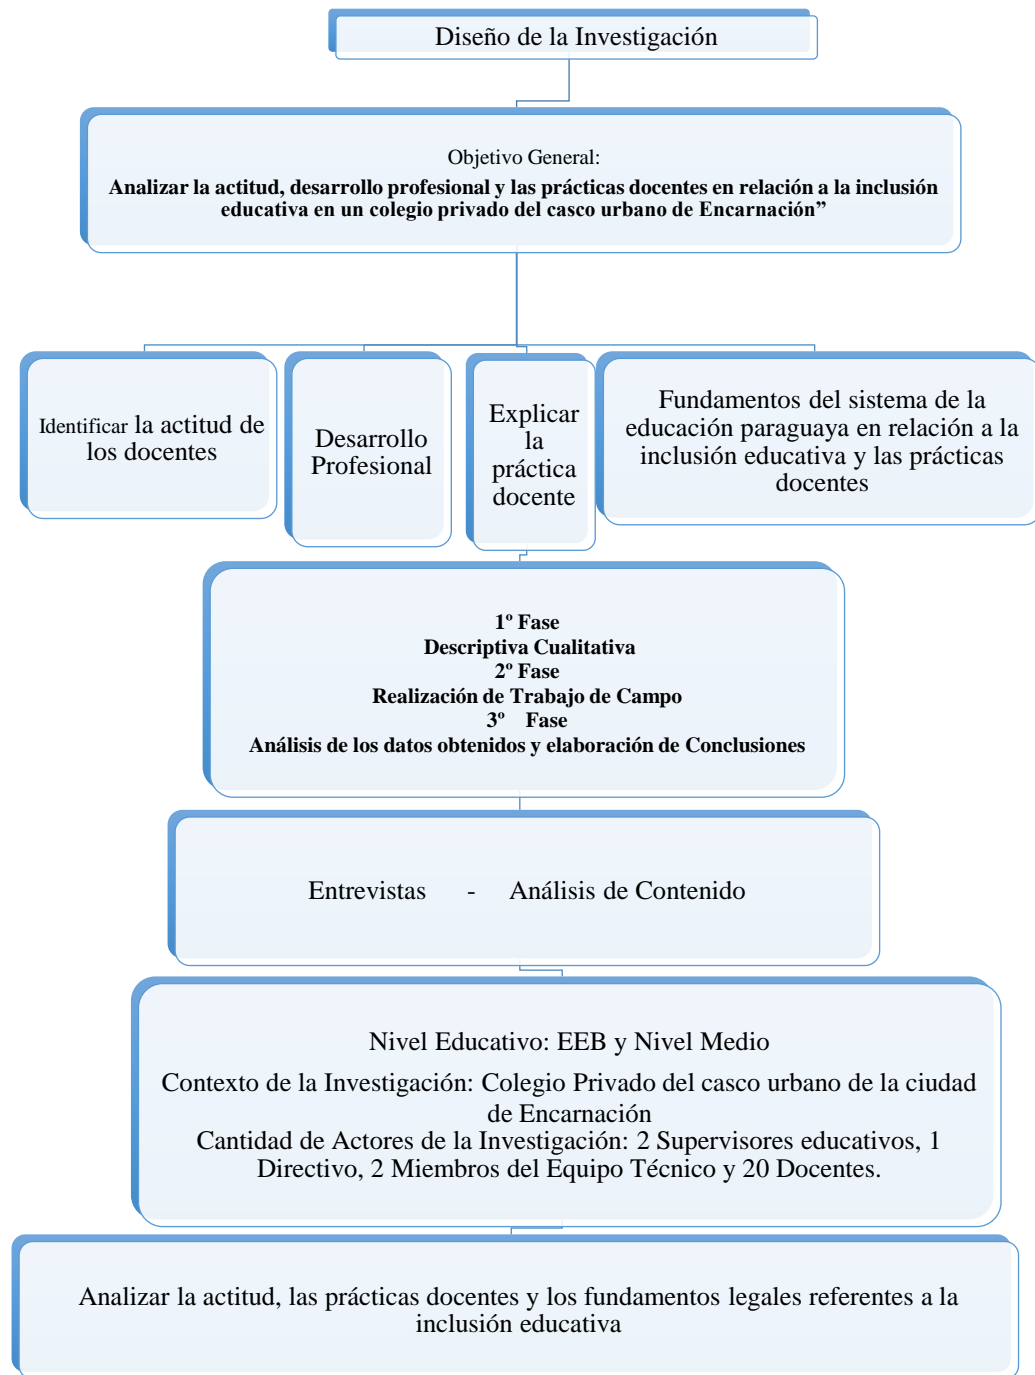 Diseño de la Investigación
Objetivo General:
Analizar la actitud, desarrollo profesional y las prácticas docentes en relación a la inclusión
educativa en un colegio privado del casco urbano de Encarnación”
Identificar la actitud de
los docentes
Desarrollo
Profesional
Explicar
la
práctica
docente
Fundamentos del sistema de la
educación paraguaya en relación a la
inclusión educativa y las prácticas
docentes
1º Fase
Descriptiva Cualitativa
2º Fase
Realización de Trabajo de Campo
3º Fase
Análisis de los datos obtenidos y elaboración de Conclusiones
Entrevistas - Análisis de Contenido
Nivel Educativo: EEB y Nivel Medio
Contexto de la Investigación: Colegio Privado del casco urbano de la ciudad
de Encarnación
Cantidad de Actores de la Investigación: 2 Supervisores educativos, 1
Directivo, 2 Miembros del Equipo Técnico y 20 Docentes.
Analizar la actitud, las prácticas docentes y los fundamentos legales referentes a la
inclusión educativa